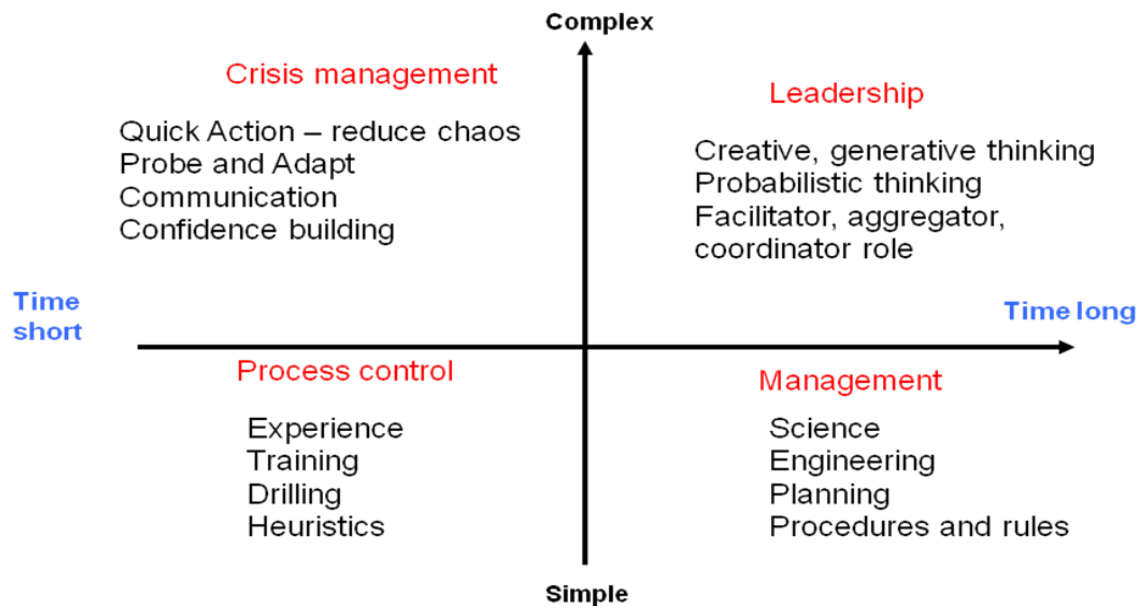 Complex
Crisis management
Quick Action – reduce chaos
Probe and Adapt
Communication
Confidence building
Leadership
Creative, generative thinking
Probabilistic thinking
Facilitator, aggregator,
coordinator role
Time
short
Time long
Process control
Experience
Training
Drilling
Heuristics
Management
Science
Engineering
Planning
Procedures and rules
Simple